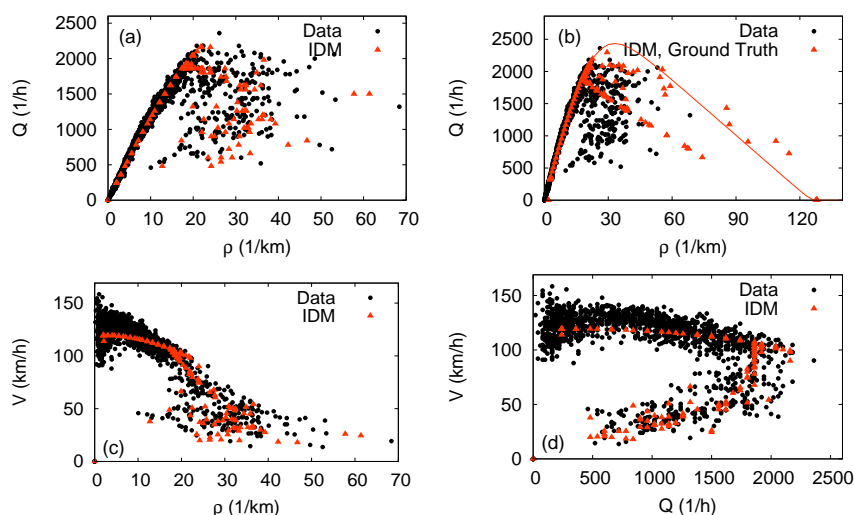 (a)
Data
IDM
Q (1/h)
2500
2000
1500
1000
500
0
0 10 20 30 40 50 60 70
ρ (1/km)
(b)
Data
IDM, Ground Truth
Q (1/h)
2500
2000
1500
1000
500
0
0 30 60 90 120
ρ (1/km)
Data
IDM
V (km/h)
150
100
50
0
(c)
0 10 20 30 40 50 60 70
ρ (1/km)
Data
IDM
V (km/h)
150
100
50
0
(d)
0 500 1000 1500 2000 2500
Q (1/h)